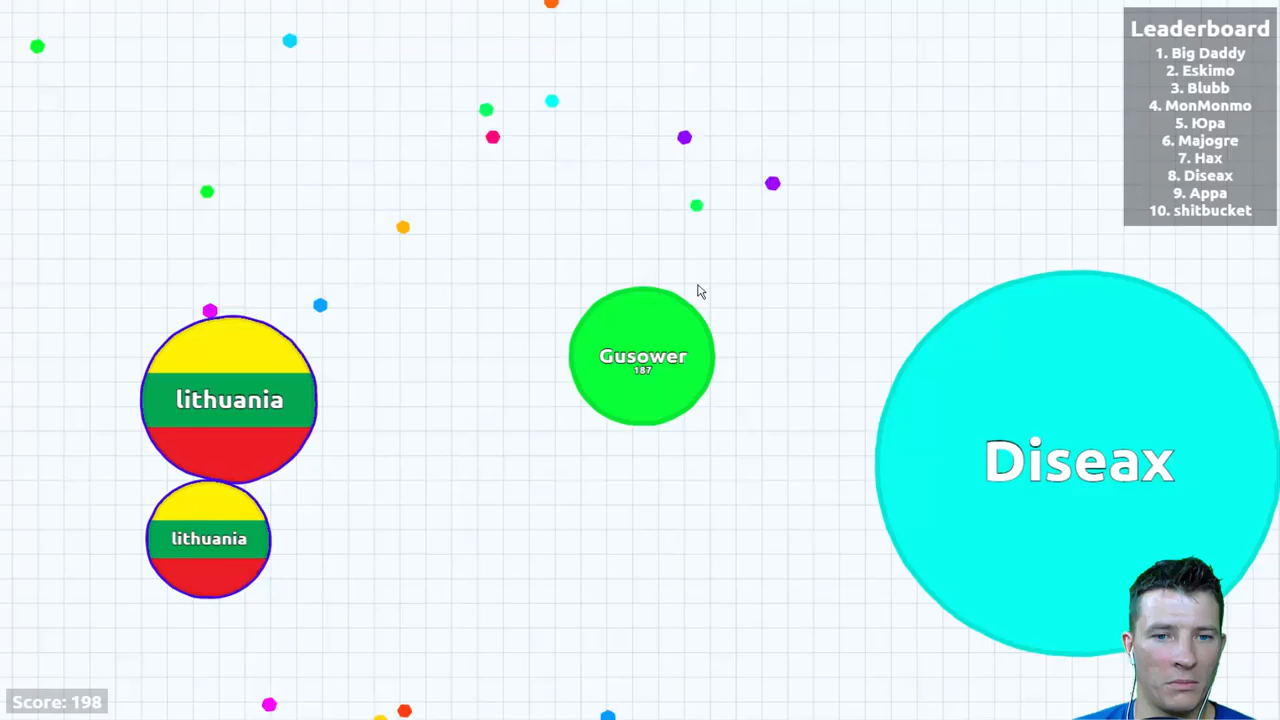 Leaderboard
1. Big Daddy
2. Eskimo
3. Blubb
4. MonMonmo
5. Юра
6. Majogre
7. Hax
8. Diseax
9. Appa
10. shitbucket
Gusower
187
lithuania
Diseax
lithuania
Score: 198